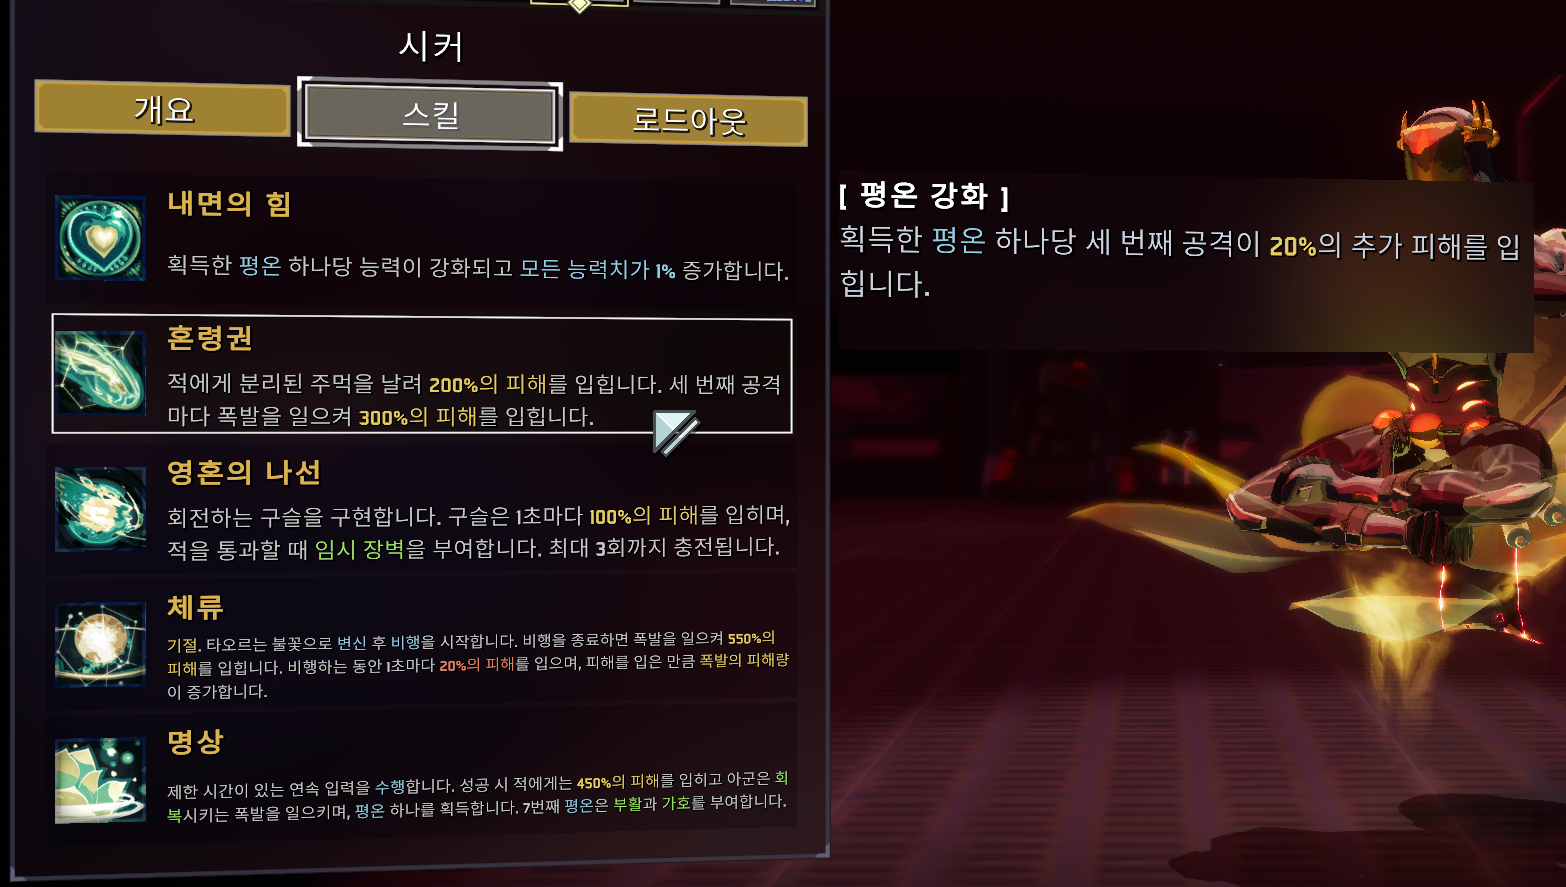 시커
개요
스킬
로드아웃
내면의 힘
획득한 평온 하나당 능력이 강화되고 모든 능력치가 1% 증가합니다.
혼령권
적에게 분리된 주먹을 날려 200%의 피해를 입힙니다. 세 번째 공격
마다 폭발을 일으켜 300%의 피해를 입힙니다.
영혼의 나선
회전하는 구슬을 구현합니다. 구슬은 1초마다 100%의 피해를 입히며,
적을 통과할 때 임시 장벽을 부여합니다. 최대 3회까지 충전됩니다.
체류
기절. 타오르는 불꽃으로 변신 후 비행을 시작합니다. 비행을 종료하면 폭발을 일으켜 550%의
피해를 입힙니다. 비행하는 동안 1초마다 20%의 피해를 입으며, 피해를 입은 만큼 폭발의 피해량
이 증가합니다.
명상
제한 시간이 있는 연속 입력을 수행합니다. 성공 시 적에게는 450%의 피해를 입히고 아군은 회
복시키는 폭발을 일으키며, 평온 하나를 획득합니다. 7번째 평온은 부활과 가호를 부여합니다.
[ 평온 강화 ]
획득한 평온 하나당 세 번째 공격이 20%의 추가 피해를 입
힙니다.